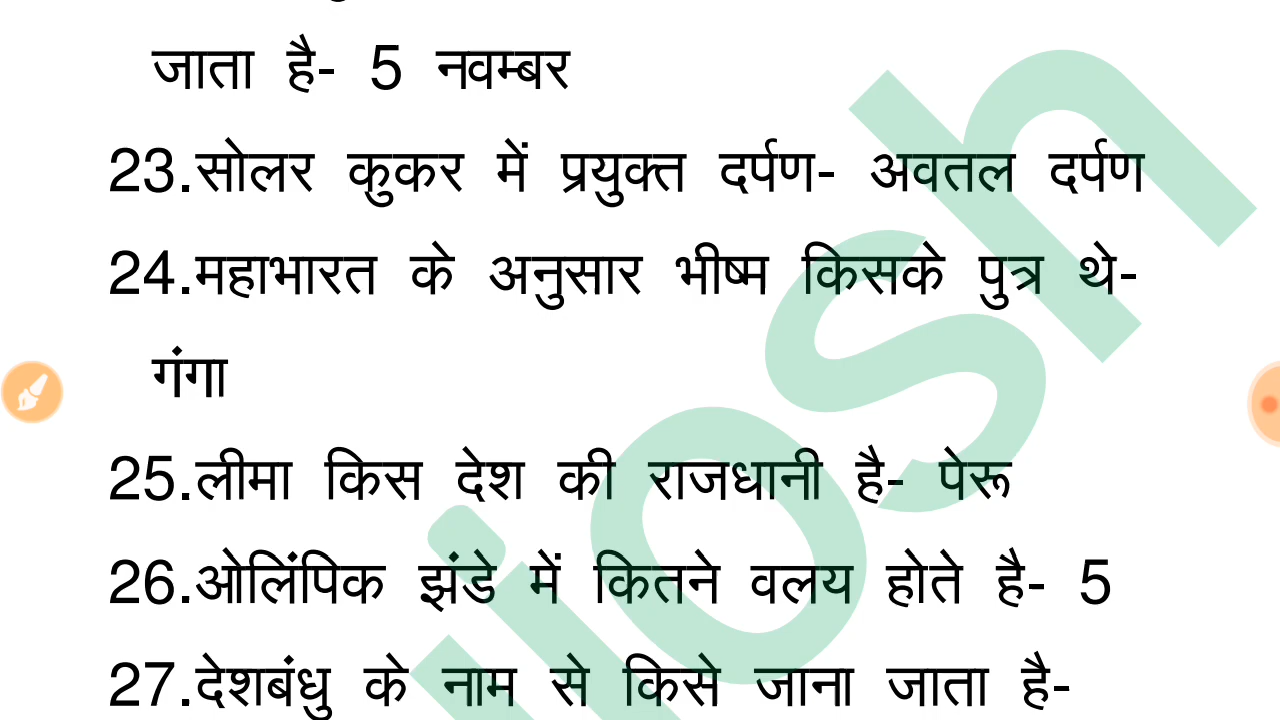 जाता है- 5 नवम्बर
23.सोलर कुकर में प्रयुक्त दर्पण- अवतल दर्पण
24.महाभारत के अनुसार भीष्म किसके पुत्र थे-
गंगा
25.लीमा किस देश की राजधानी है- पेरू
26.ओलिंपिक झंडे में कितने वलय होते है- 5
27.देशबंधु के नाम से किसे जाना जाता है-